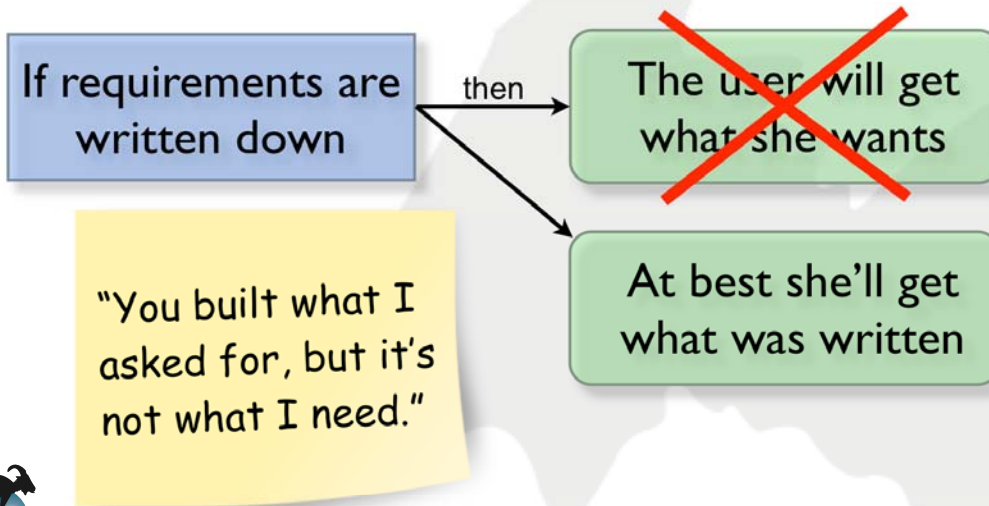 If requirements are
written down
then
The user will get
what she wants
At best she’ll get
what was written
“You built what I
asked for, but it’s
not what I need.”